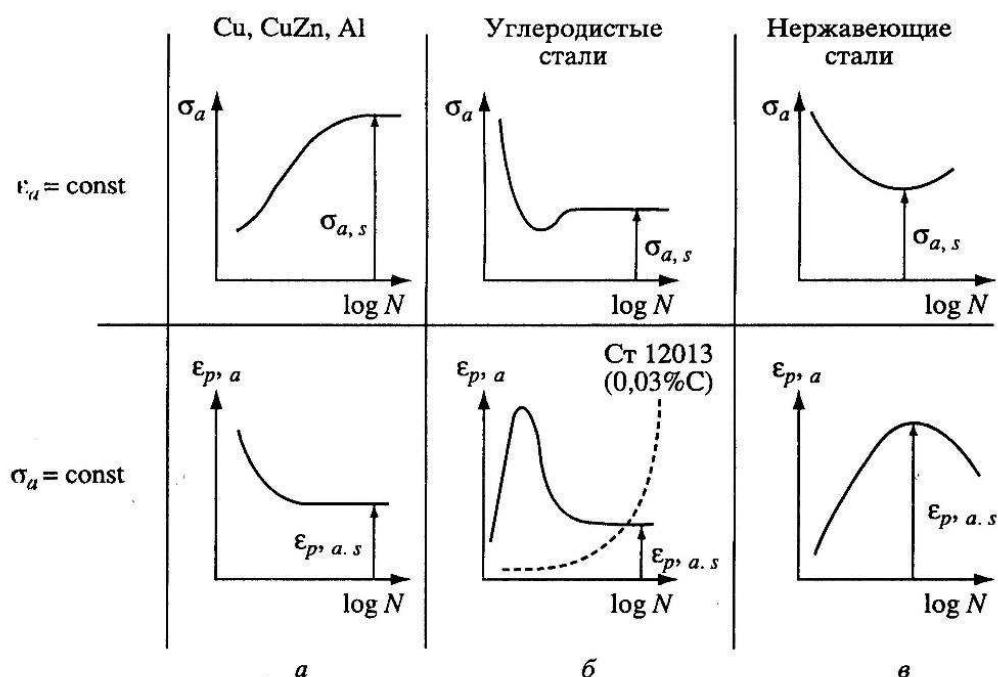 Cu, CuZn, Al
Углеродистые
стали
Нержавеющие
стали
εa = const
σa
σa, s
log N
σa
σa, s
log N
σa
σa, s
log N
σa = const
εp, a
εp, a. s
log N
εp, a
Ст 12013
(0,03%С)
εp, a. s
log N
εp, a
εp, a. s
log N
а
б
в